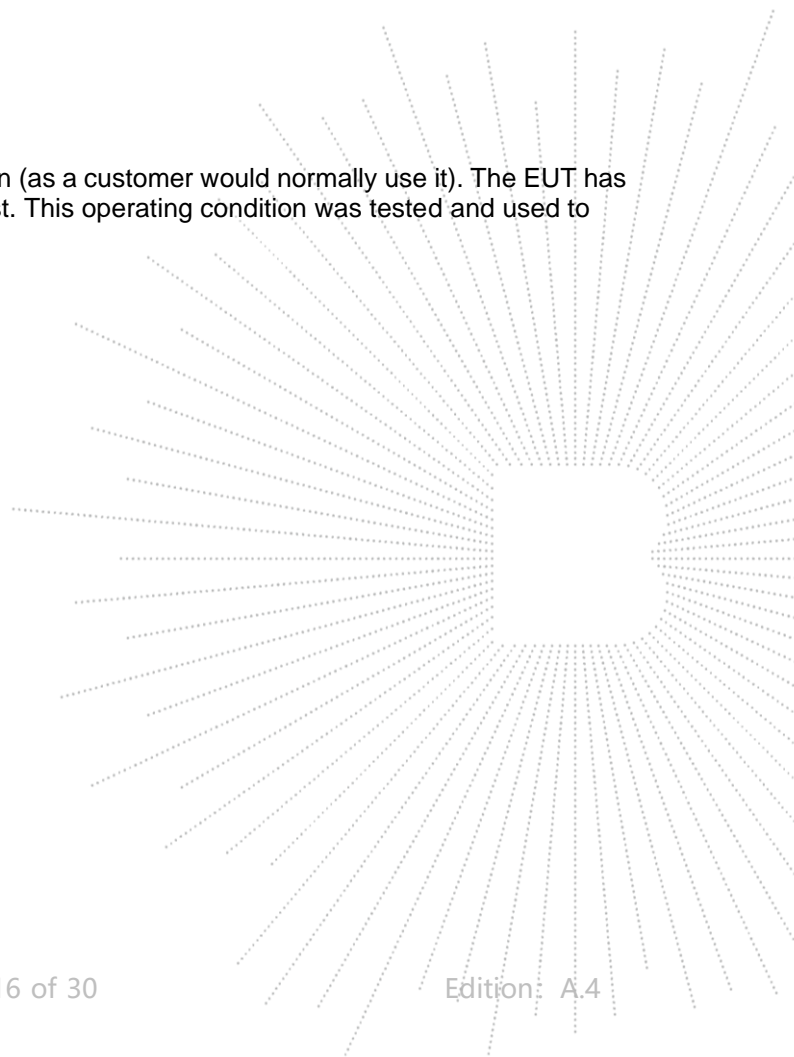 (as a customer would normally use it). The EUT has
This operating condition was tested and used to
of 30
Edition: A.4